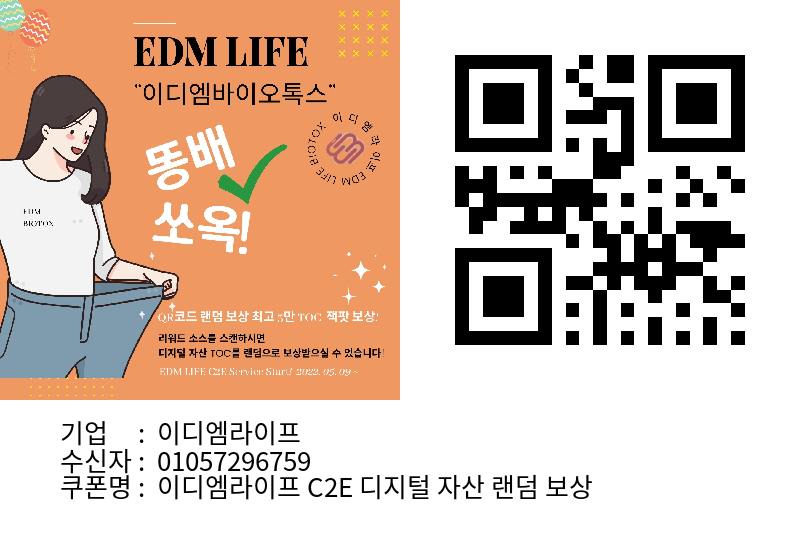 EDM LIFE
"이디엠바이오톡스"
이디엠라이프 EDM LIFE BIOTOX
똥배
쏘옥!
EDM
BIOTOX
QR코드 랜덤 보상 최고 5만 TOC 잭팟 보상!
리워드 소스를 스캔하시면
디지털 자산 TOC를 랜덤으로 보상받으실 수 있습니다!
EDM LIFE C2E Service Start! 2022. 05. 09 ~
기업 : 이디엠라이프
수신자 : 01057296759
쿠폰명 : 이디엠라이프 C2E 디지털 자산 랜덤 보상